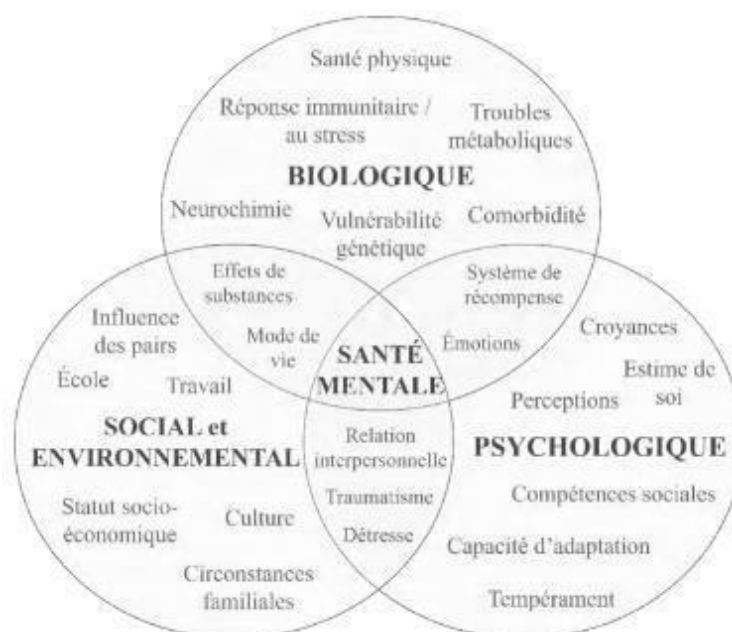 Santé physique
Réponse immunitaire /
au stress
Troubles
métaboliques
BIOLOGIQUE
Neurochimie
Vulnérabilité
génétique
Comorbidité
Effets de
substances
Système de
récompense
Mode de
vie
Émotions
SANTÉ
MENTALE
Influence
des pairs
École
Travail
Croyances
Estime de
soi
Perceptions
SOCIAL et
ENVIRONNEMENTAL
Relation
interpersonnelle
Traumatisme
Détresse
PSYCHOLOGIQUE
Statut socio-
économique
Culture
Circonstances
familiales
Compétences sociales
Capacité d’adaptation
Tempérament